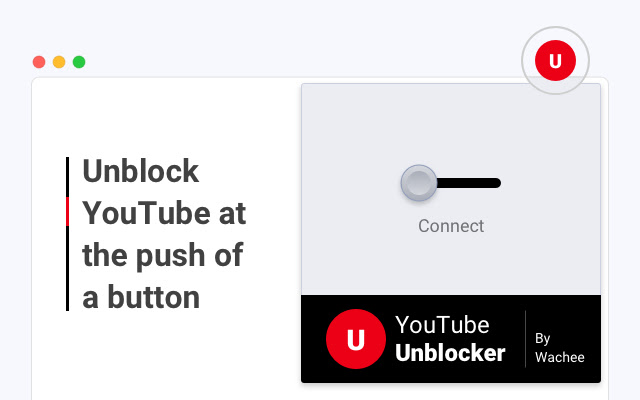 U
Unblock
YouTube at
the push of
a button
Connect
U
YouTube
Unblocker
By
Wachee